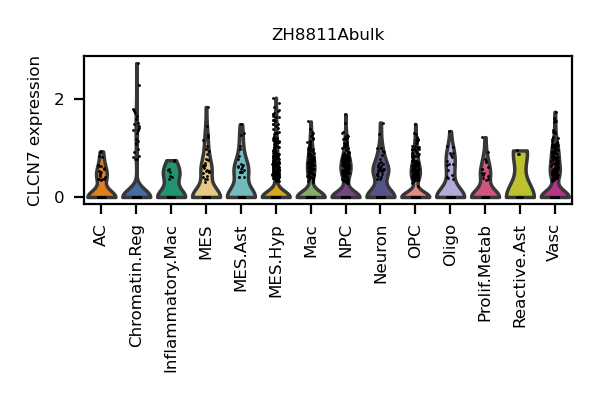 ZH8811Abulk
CLCN7 expression
2
0
AC
Chromatin.Reg
Inflammatory.Mac
MES
MES.Ast
MES.Hyp
Mac
NPC
Neuron
OPC
Oligo
Prolif.Metab
Reactive.Ast
Vasc